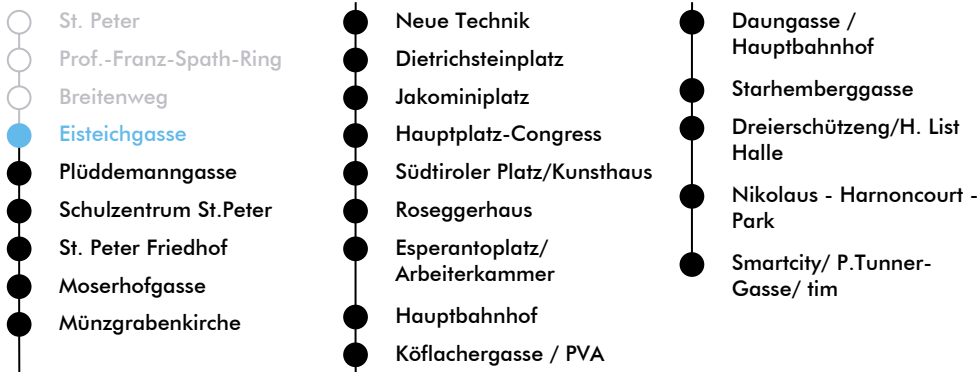 St. Peter
Prof.-Franz-Spath-Ring
Breitenweg
Eisteichgasse
Plüddemanngasse
Schulzentrum St.Peter
St. Peter Friedhof
Moserhofgasse
Münzgrabenkirche
Neue Technik
Dietrichsteinplatz
Jakominiplatz
Hauptplatz-Congress
Südtiroler Platz/Kunsthaus
Roseggerhaus
Esperantoplatz/
Arbeiterkammer
Hauptbahnhof
Köflachergasse / PVA
Daungasse /
Hauptbahnhof
Starhemberggasse
Dreierschützeng/H. List
Halle
Nikolaus - Harnoncourt -
Park
Smartcity/ P.Tunner-
Gasse/ tim